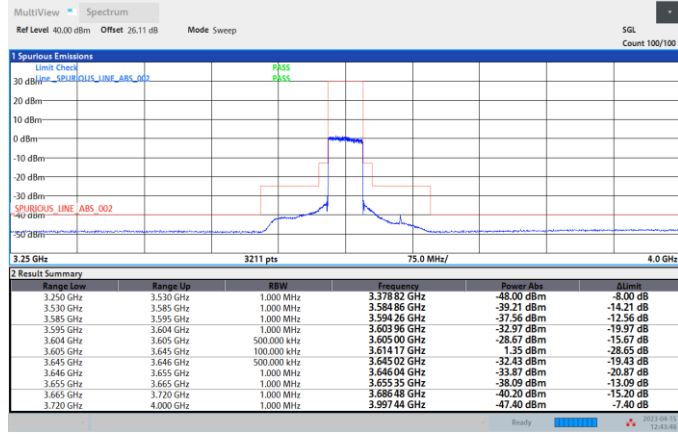 MultiView Spectrum
Ref Level 40.00 dBm Offset 26.11 dB Mode Sweep SGL
Count 100/100
1 Spurious Emissions
Limit Check PASS
Line _SPURIOUS_LINE_ABS_002 PASS
30 dBm
20 dBm
10 dBm
0 dBm
-10 dBm
-20 dBm
-30 dBm
SPURIOUS_LINE_ABS_002
-40 dBm
-50 dBm
3.25 GHz 3211 pts 75.0 MHz/ 4.0 GHz
2 Result Summary
Range Low Range Up RBW Frequency Power Abs ΔLimit
3.250 GHz 3.530 GHz 1.000 MHz 3.378 82 GHz -48.00 dBm -8.00 dB
3.530 GHz 3.585 GHz 1.000 MHz 3.584 86 GHz -39.21 dBm -14.21 dB
3.585 GHz 3.595 GHz 1.000 MHz 3.594 26 GHz -37.56 dBm -12.56 dB
3.595 GHz 3.604 GHz 1.000 MHz 3.603 96 GHz -32.97 dBm -19.97 dB
3.604 GHz 3.605 GHz 500.000 kHz 3.605 00 GHz -28.67 dBm -15.67 dB
3.605 GHz 3.645 GHz 100.000 kHz 3.614 17 GHz 1.35 dBm -28.65 dB
3.645 GHz 3.646 GHz 500.000 kHz 3.645 02 GHz -32.43 dBm -19.43 dB
3.646 GHz 3.655 GHz 1.000 MHz 3.646 04 GHz -33.87 dBm -20.87 dB
3.655 GHz 3.665 GHz 1.000 MHz 3.655 35 GHz -38.09 dBm -13.09 dB
3.665 GHz 3.720 GHz 1.000 MHz 3.686 48 GHz -40.20 dBm -15.20 dB
3.720 GHz 4.000 GHz 1.000 MHz 3.997 44 GHz -47.40 dBm -7.40 dB
Ready 2023-04-15
12:43:46